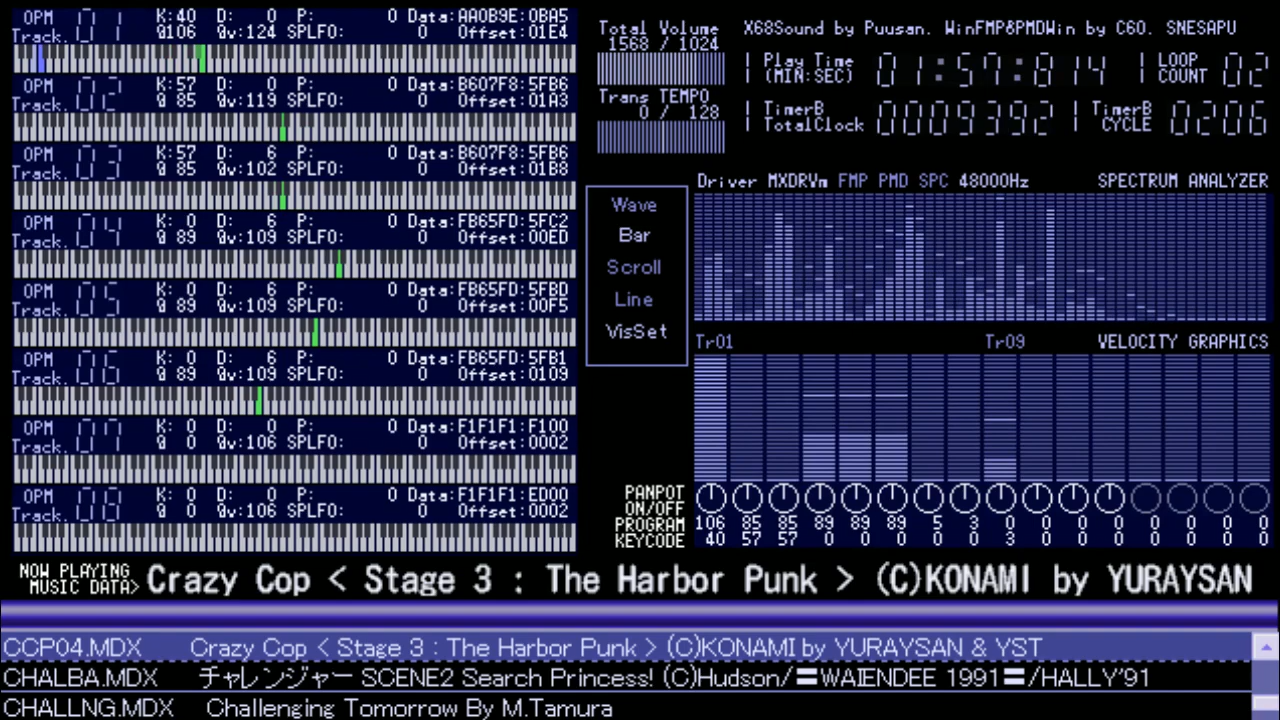 OPM Track. 01 K:40 D: 0 P: 0 Data:AA0B9E:0BA5
@106 @v:124 SPLFO: 0 Offset:01E4
OPM Track. 02 K:57 D: 0 P: 0 Data:B607F8:5FB6
@ 85 @v:119 SPLFO: 0 Offset:01A3
OPM Track. 03 K:57 D: 6 P: 0 Data:B607F8:5FB6
@ 85 @v:102 SPLFO: 0 Offset:01B8
OPM Track. 04 K: 0 D: 6 P: 0 Data:FB65FD:5FC2
@ 89 @v:109 SPLFO: 0 Offset:00ED
OPM Track. 05 K: 0 D: 6 P: 0 Data:FB65FD:5FBD
@ 89 @v:109 SPLFO: 0 Offset:00F5
OPM Track. 06 K: 0 D: 6 P: 0 Data:FB65FD:5FB1
@ 89 @v:109 SPLFO: 0 Offset:0109
OPM Track. 07 K: 0 D: 0 P: 0 Data:F1F1F1:F100
@ 0 @v:106 SPLFO: 0 Offset:0002
OPM Track. 08 K: 0 D: 0 P: 0 Data:F1F1F1:ED00
@ 0 @v:106 SPLFO: 0 Offset:0002
Total Volume
1568 / 1024
Trans TEMPO
0 / 128
X68Sound by Puusan. WinFMP&PMDWin by C60. SNESAPU
Play Time (MIN:SEC) 01:57:814 LOOP COUNT 02
TimerB TotalClock 0009392 TimerB CYCLE 0206
Driver MXDRVm FMP PMD SPC 48000Hz SPECTRUM ANALYZER
Wave
Bar
Scroll
Line
VisSet
Tr01 Tr09 VELOCITY GRAPHICS
PANPOT
ON/OFF
PROGRAM 106 85 85 89 89 89 5 3 0 0 0 0 0 0 0 0
KEYCODE 40 57 57 0 0 0 0 0 3 0 0 0 0 0 0 0
NOW PLAYING MUSIC DATA> Crazy Cop < Stage 3 : The Harbor Punk > (C)KONAMI by YURAYSAN
CCP04.MDX Crazy Cop < Stage 3 : The Harbor Punk > (C)KONAMI by YURAYSAN & YST
CHALBA.MDX チャレンジャー SCENE2 Search Princess! (C)Hudson/〓WAIENDEE 1991〓/HALLY'91
CHALLNG.MDX Challenging Tomorrow By M.Tamura